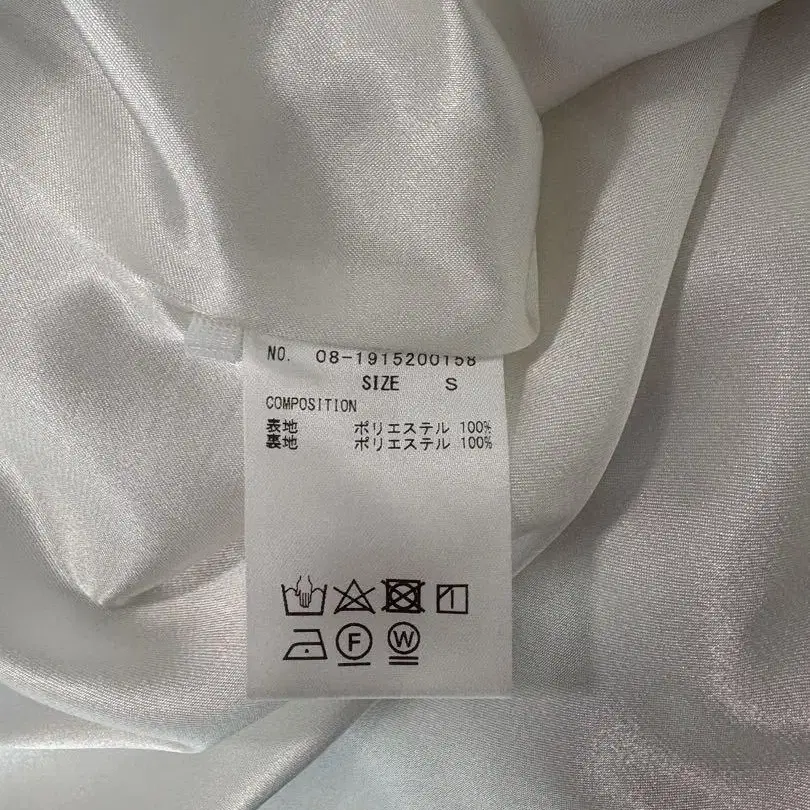 NO. 08-1915200158
SIZE S
COMPOSITION
表地 ポリエステル 100%
裏地 ポリエステル 100%
F W